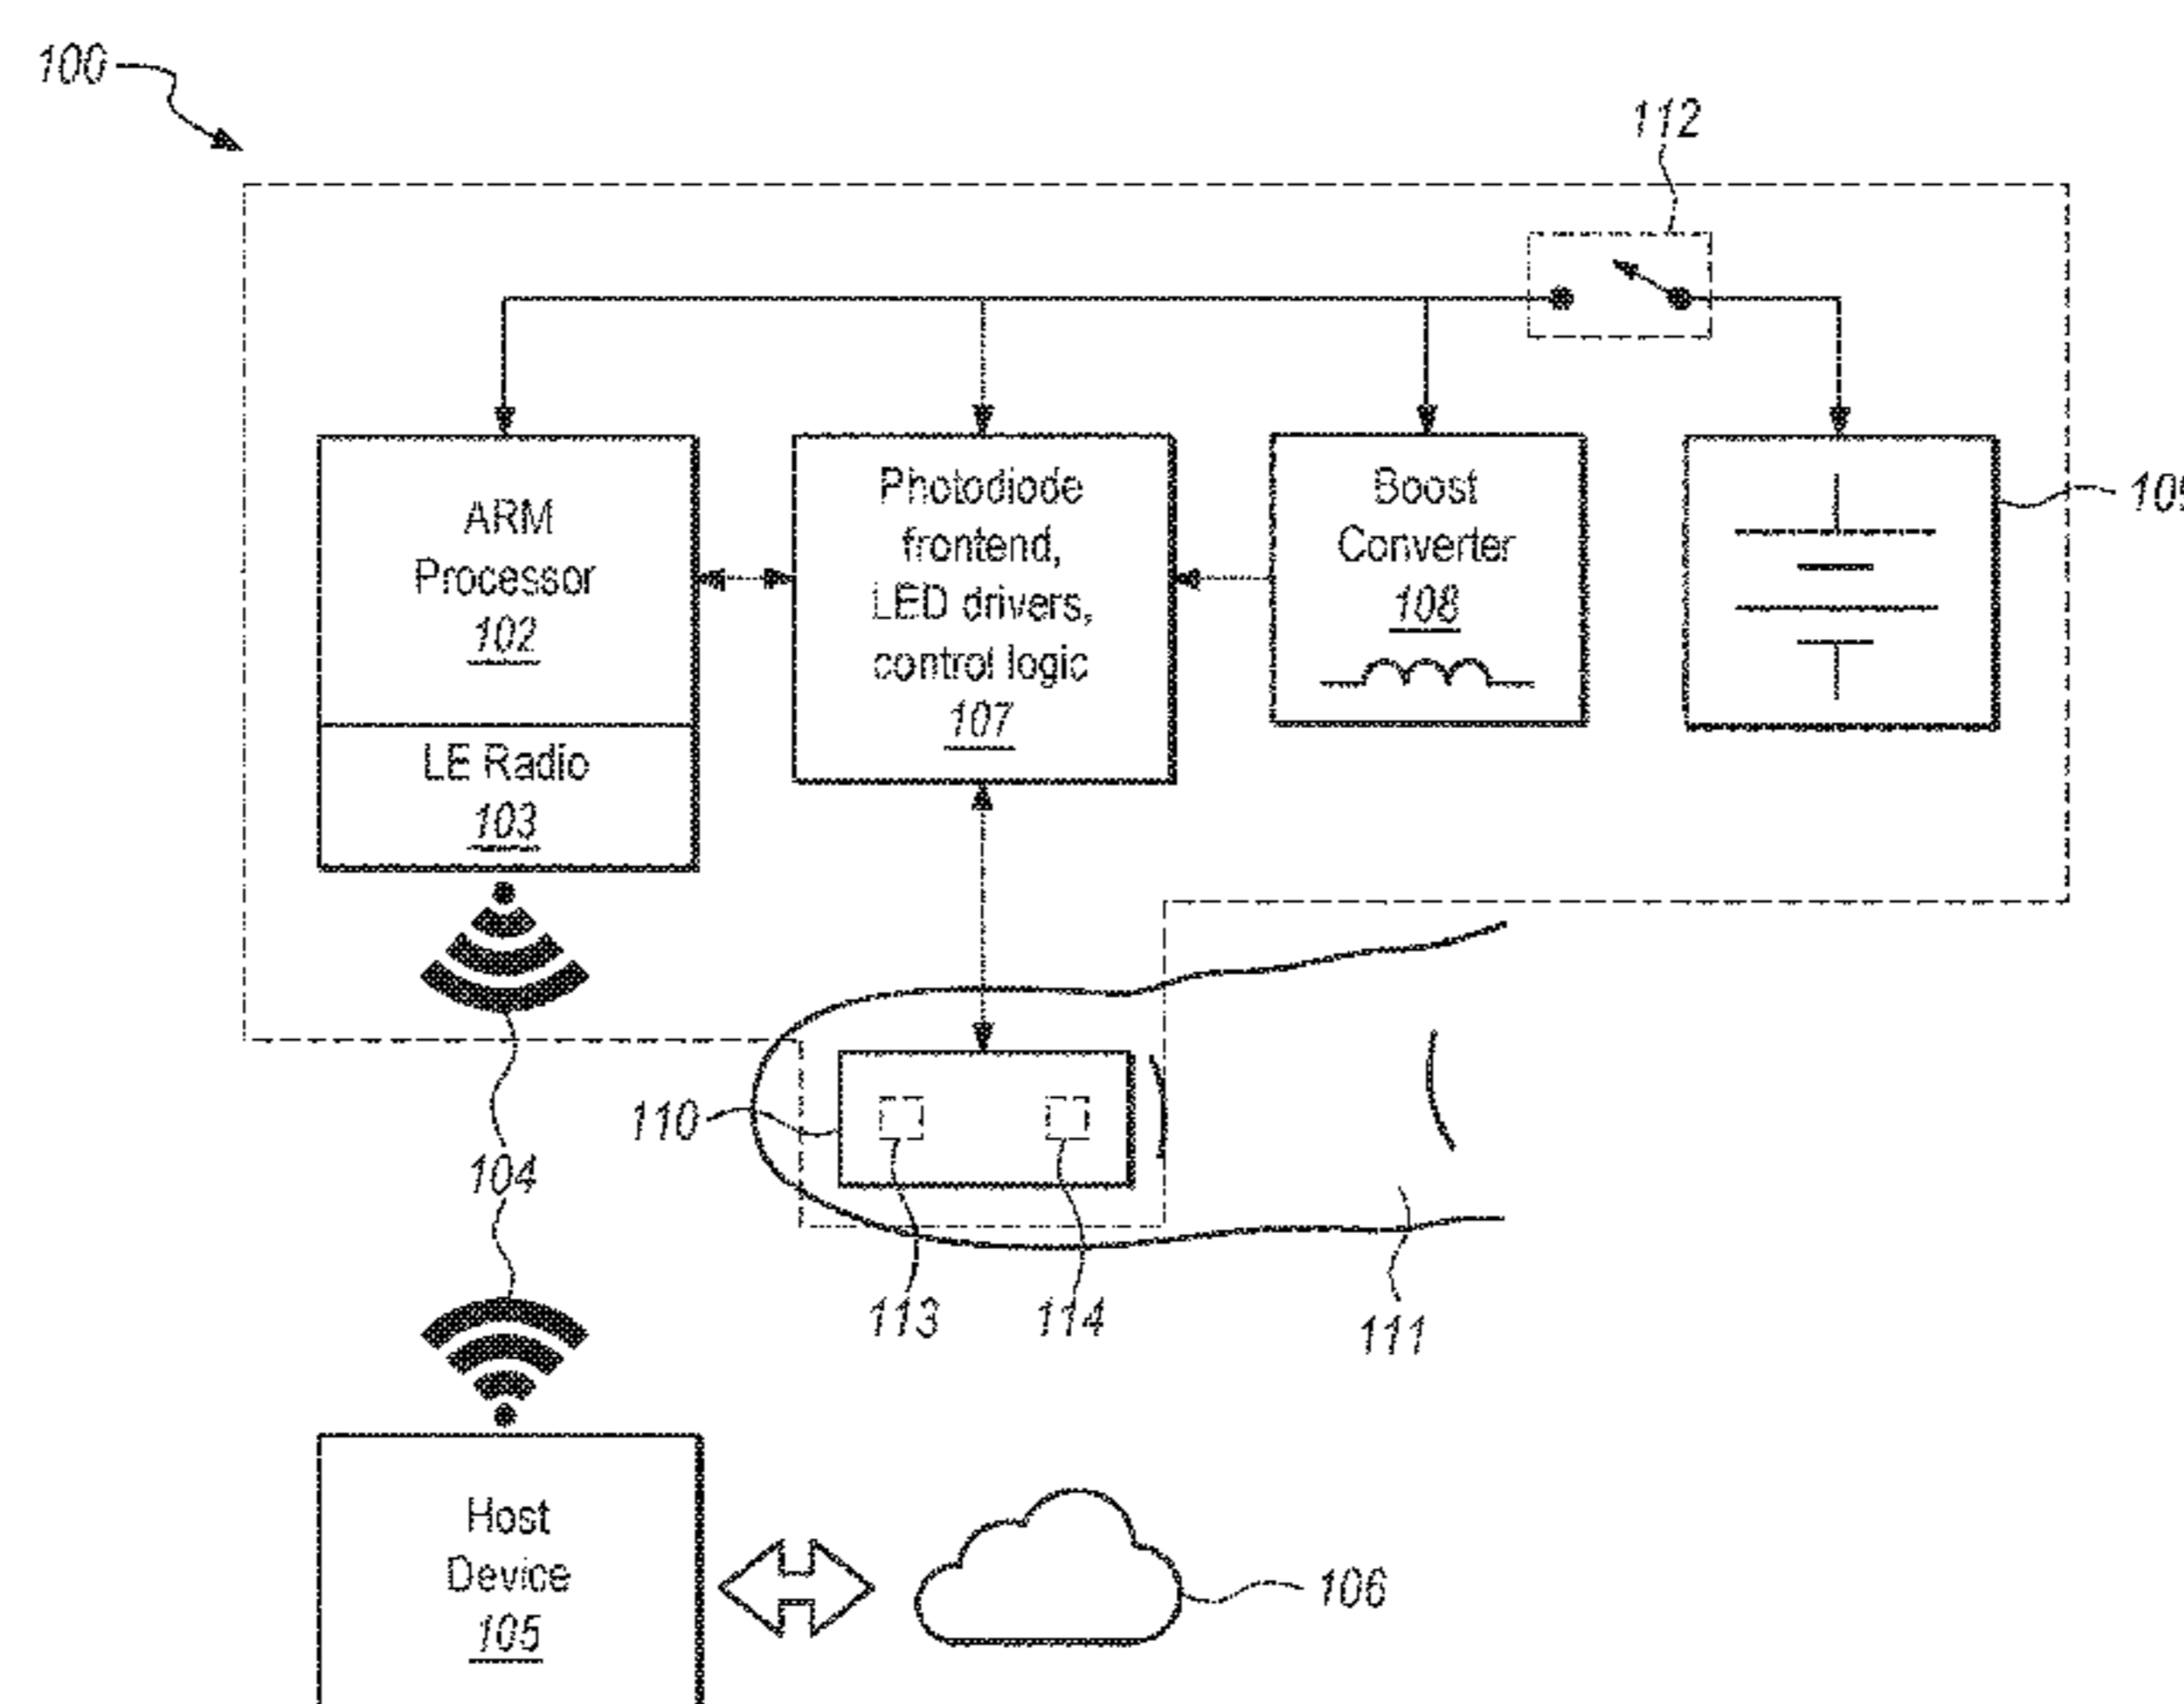 100
112
ARM
Processor
102
LE Radio
103
Photodiode
frontend,
LED drivers,
control logic
107
Boost
Converter
108
109
104
110
113
114
111
Host
Device
105
106